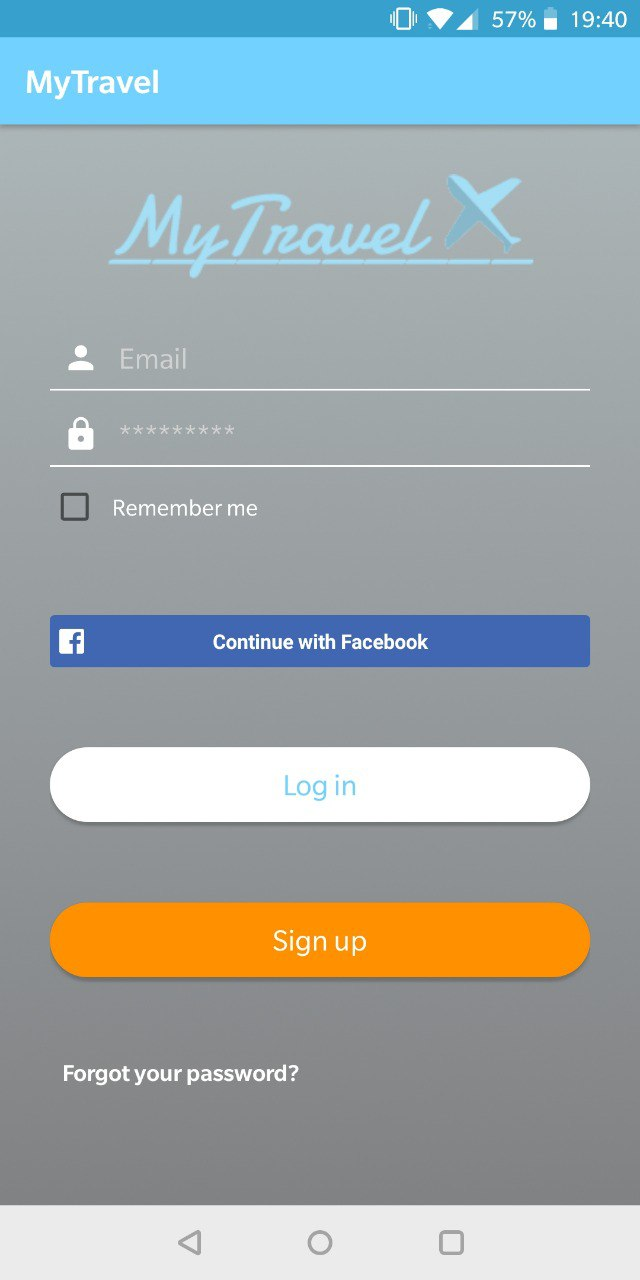 57% 19:40
MyTravel
MyTravel
Email
*********
Remember me
Continue with Facebook
Log in
Sign up
Forgot your password?